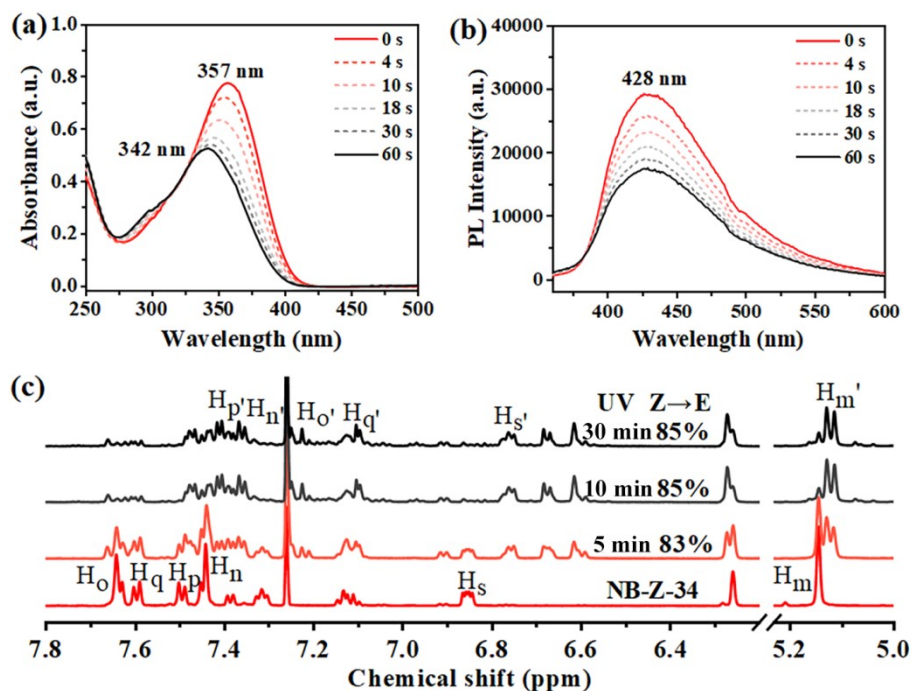 (a)
357 nm
342 nm
0 s
4 s
10 s
18 s
30 s
60 s
Absorbance (a.u.)
1.0
0.8
0.6
0.4
0.2
0.0
250 300 350 400 450 500
Wavelength (nm)
(b)
428 nm
0 s
4 s
10 s
18 s
30 s
60 s
PL Intensity (a.u.)
40000
30000
20000
10000
0
400 450 500 550 600
Wavelength (nm)
(c)
Hp' Hn' Ho' Hq' Hs' UV Z→E Hm'
30 min 85%
10 min 85%
5 min 83%
Ho Hq Hp Hn Hs NB-Z-34 Hm
7.8 7.6 7.4 7.2 7.0 6.8 6.6 6.4 5.2 5.1
Chemical shift (ppm)